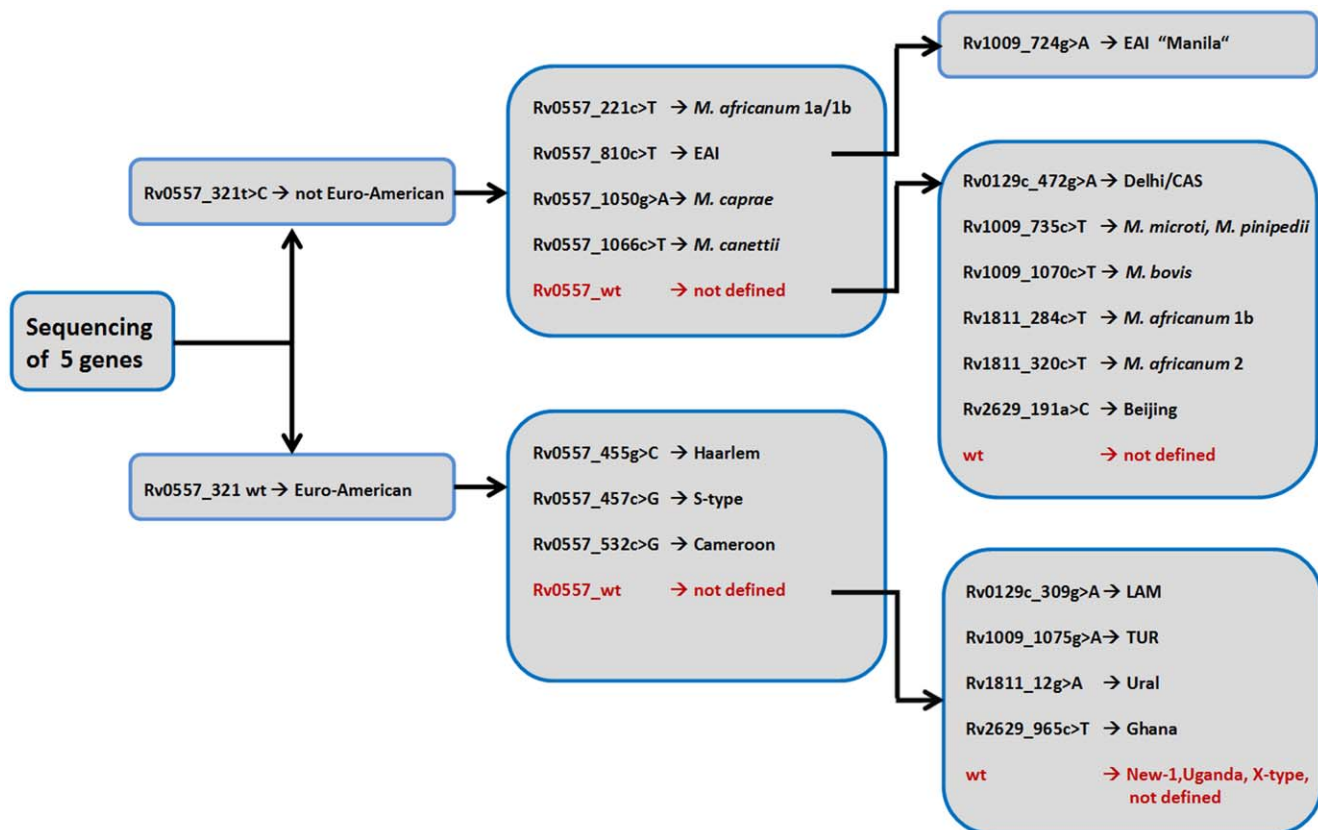 Sequencing
of 5 genes
Rv0557_321t>C → not Euro-American
Rv0557_321 wt → Euro-American
Rv0557_221c>T → M. africanum 1a/1b
Rv0557_810c>T → EAI
Rv0557_1050g>A → M. caprae
Rv0557_1066c>T → M. canettii
Rv0557_wt → not defined
Rv0557_455g>C → Haarlem
Rv0557_457c>G → S-type
Rv0557_532c>G → Cameroon
Rv0557_wt → not defined
Rv1009_724g>A → EAI "Manila“
Rv0129c_472g>A → Delhi/CAS
Rv1009_735c>T → M. microti, M. pinipedii
Rv1009_1070c>T → M. bovis
Rv1811_284c>T → M. africanum 1b
Rv1811_320c>T → M. africanum 2
Rv2629_191a>C → Beijing
wt → not defined
Rv0129c_309g>A → LAM
Rv1009_1075g>A → TUR
Rv1811_12g>A → Ural
Rv2629_965c>T → Ghana
wt → New-1,Uganda, X-type,
not defined